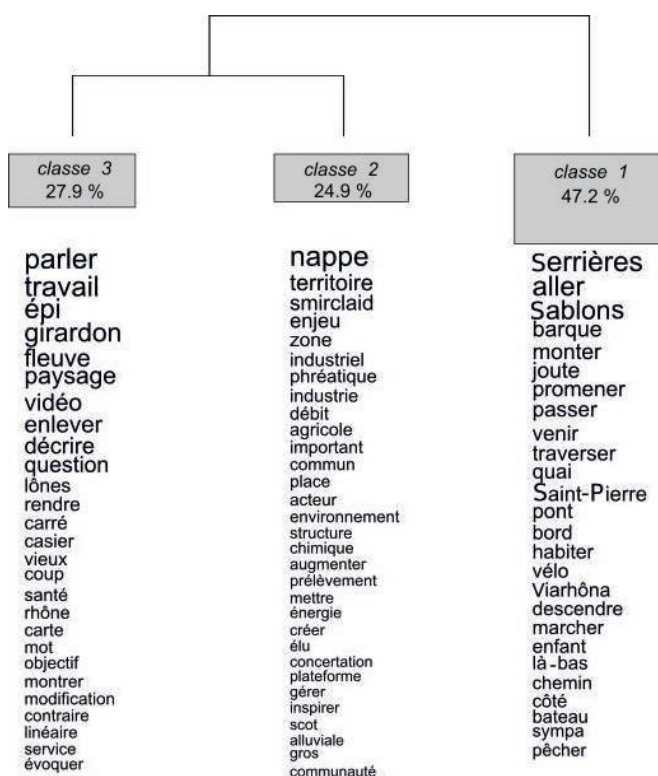 classe 3
27.9 %
parler
travail
épi
girardon
fleuve
paysage
vidéo
enlever
décrire
question
lônes
rendre
carré
casier
vieux
coup
santé
rhône
carte
mot
objectif
montrer
modification
contraire
linéaire
service
évoquer
classe 2
24.9 %
nappe
territoire
smirclaid
enjeu
zone
industriel
phréatique
industrie
débit
agricole
important
commun
place
acteur
environnement
structure
chimique
augmenter
prélèvement
mettre
énergie
créer
élu
concertation
plateforme
gérer
inspirer
scot
alluviale
gros
communauté
classe 1
47.2 %
Serrières
aller
Sablons
barque
monter
joute
promener
passer
venir
traverser
quai
Saint-Pierre
pont
bord
habiter
vélo
Viarhôna
descendre
marcher
enfant
là-bas
chemin
côté
bateau
sympa
pêcher